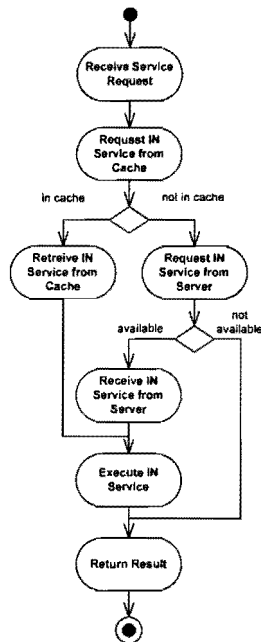 Receive Service
Request
Request IN
Service from
Cache
in cache
not in cache
Retreive IN
Service from
Cache
Request IN
Service from
Server
available
not
available
Receive IN
Service from
Server
Execute IN
Service
Return Result